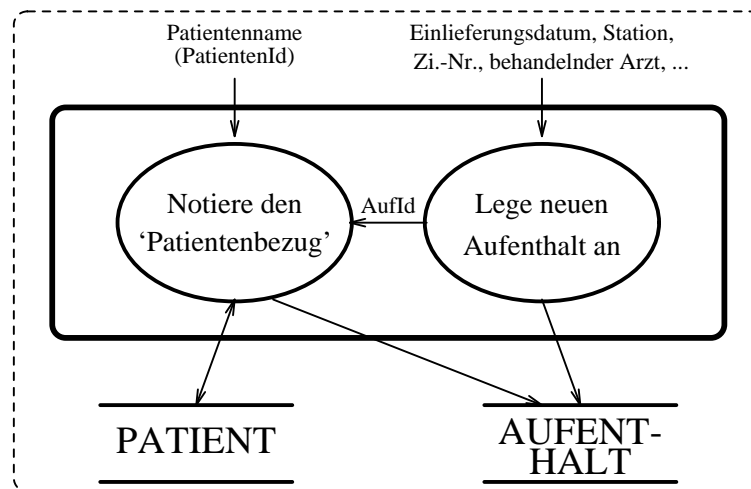 Patientenname
(PatientenId)
Einlieferungsdatum, Station,
Zi.-Nr., behandelnder Arzt, ...
Notiere den
‘Patientenbezug’
AufId
Lege neuen
Aufenthalt an
PATIENT
AUFENT-
HALT